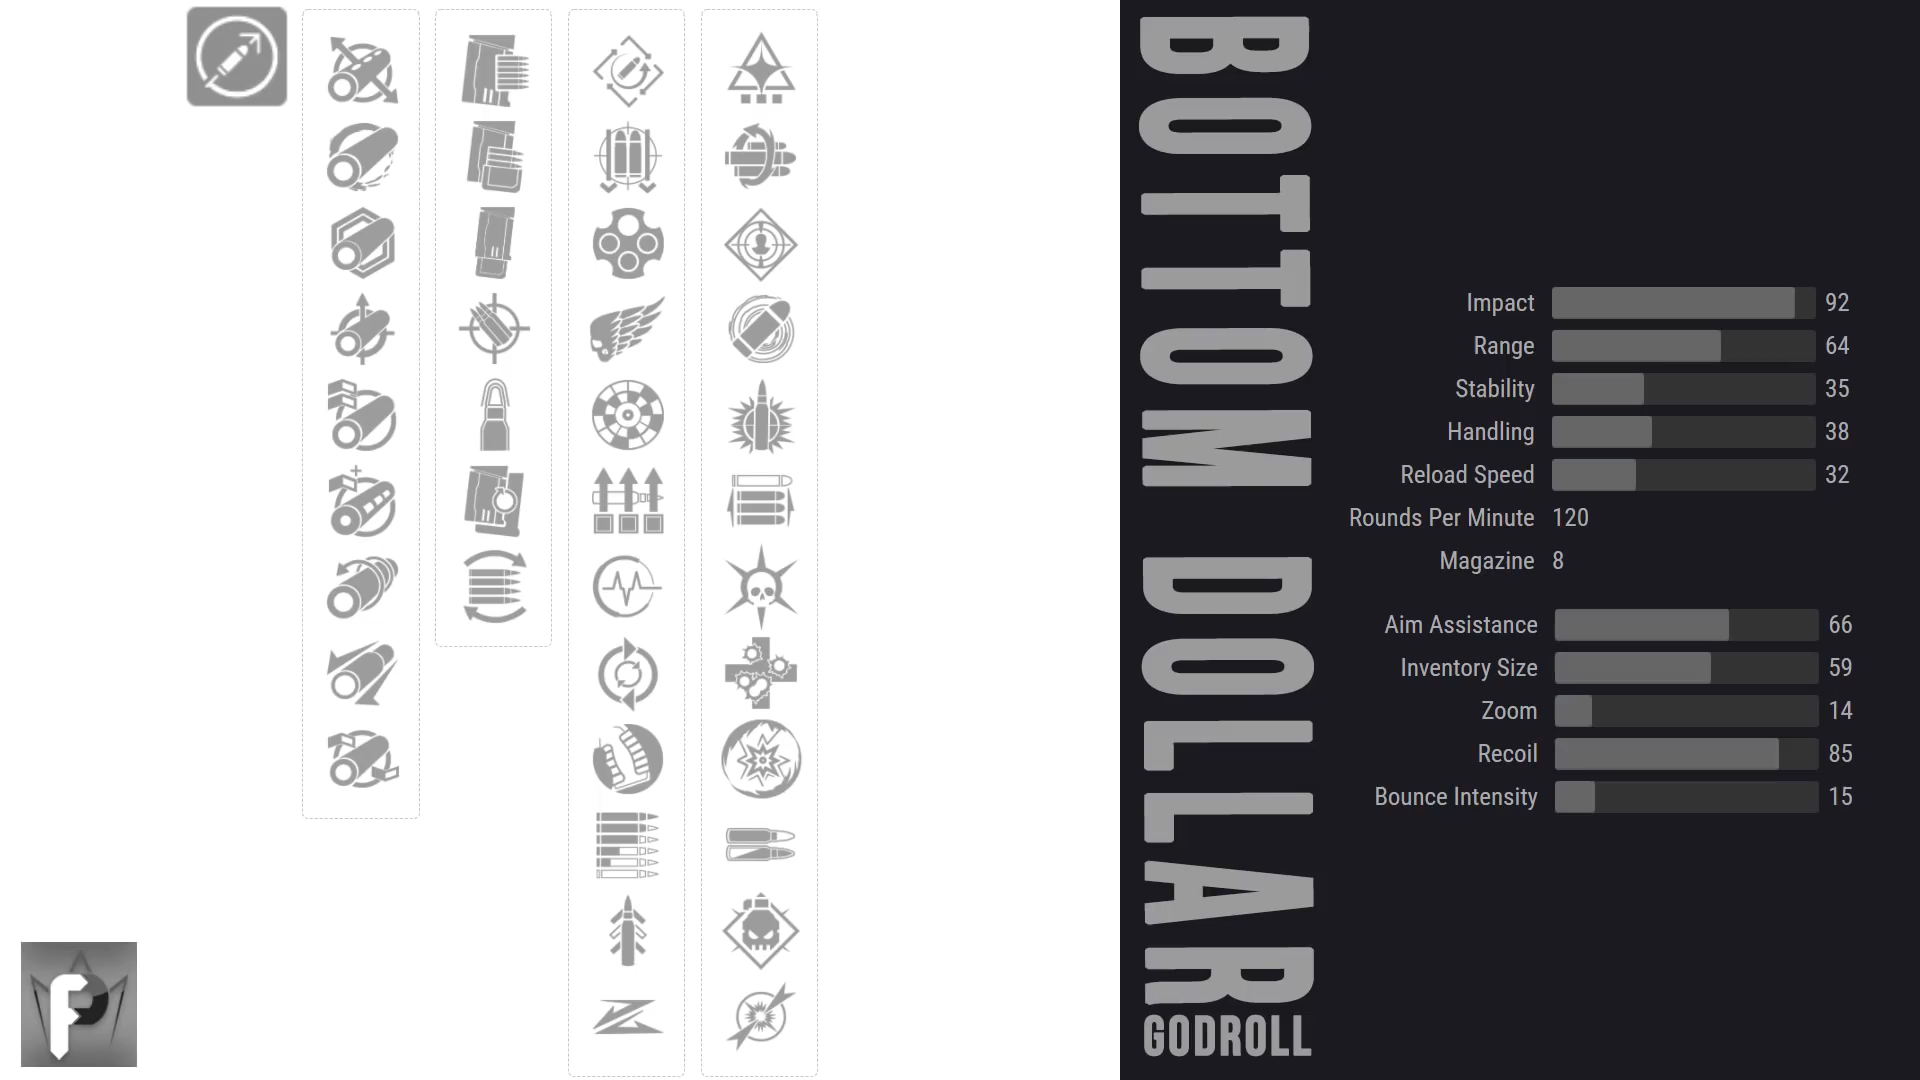 BOTTOM DOLLAR
GODROLL
Impact 92
Range 64
Stability 35
Handling 38
Reload Speed 32
Rounds Per Minute 120
Magazine 8
Aim Assistance 66
Inventory Size 59
Zoom 14
Recoil 85
Bounce Intensity 15